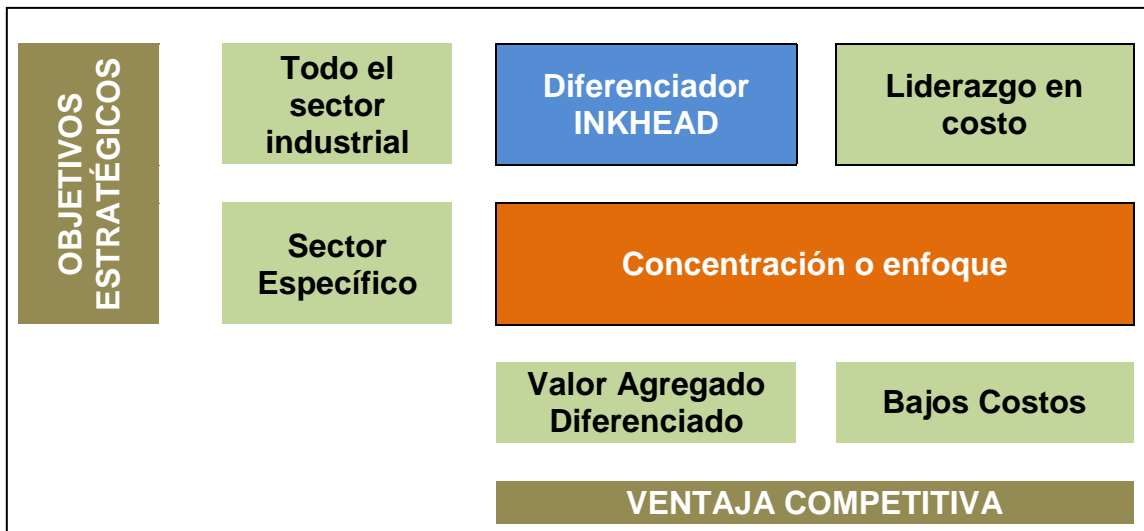 OBJETIVOS
ESTRATÉGICOS
Todo el
sector
industrial
Diferenciador
INKHEAD
Liderazgo en
costo
Sector
Específico
Concentración o enfoque
Valor Agregado
Diferenciado
Bajos Costos
VENTAJA COMPETITIVA